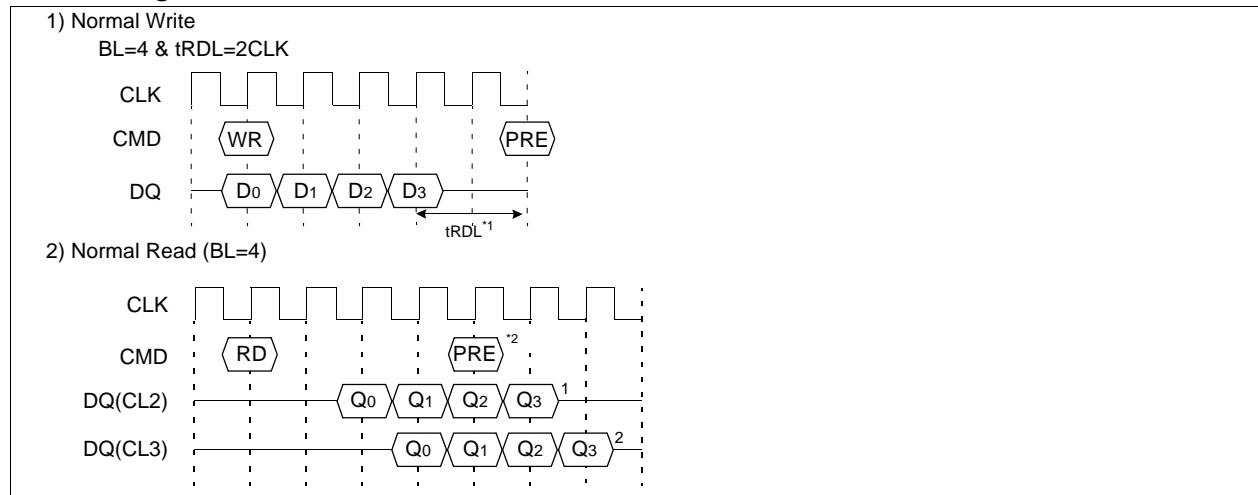 1) Normal Write
BL=4 & tRDL=2CLK
CLK
CMD WR PRE
DQ D0 D1 D2 D3
tRDL*1
2) Normal Read (BL=4)
CLK
CMD RD PRE *2
DQ(CL2) Q0 Q1 Q2 Q3 1
DQ(CL3) Q0 Q1 Q2 Q3 2